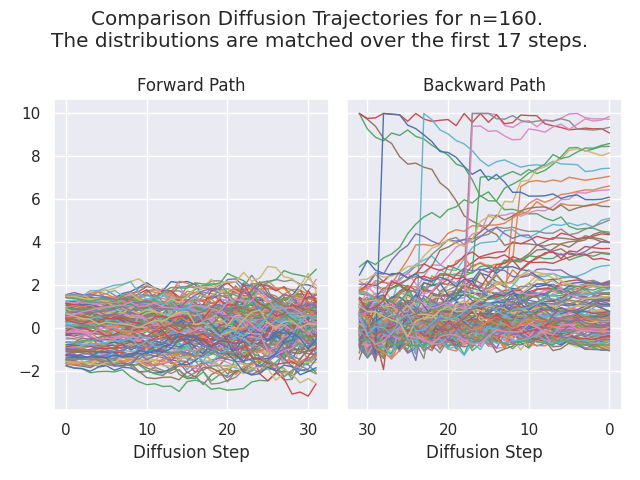 Comparison Diffusion Trajectories for n=160.
The distributions are matched over the first 17 steps.
Forward Path
Backward Path
10
8
6
4
2
0
−2
0
10
20
30
30
20
10
0
Diffusion Step
Diffusion Step